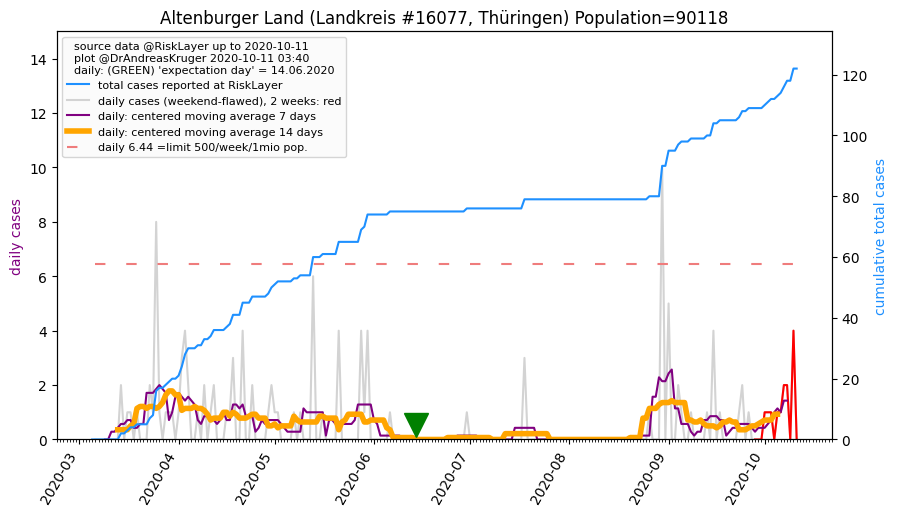 Altenburger Land (Landkreis #16077, Thüringen) Population=90118
source data @RiskLayer up to 2020-10-11
plot @DrAndreasKruger 2020-10-11 03:40
daily: (GREEN) 'expectation day' = 14.06.2020
total cases reported at RiskLayer
daily cases (weekend-flawed), 2 weeks: red
daily: centered moving average 7 days
daily: centered moving average 14 days
daily 6.44 =limit 500/week/1mio pop.
daily cases
14
12
10
8
6
4
2
0
cumulative total cases
120
100
80
60
40
20
0
2020-03
2020-04
2020-05
2020-06
2020-07
2020-08
2020-09
2020-10